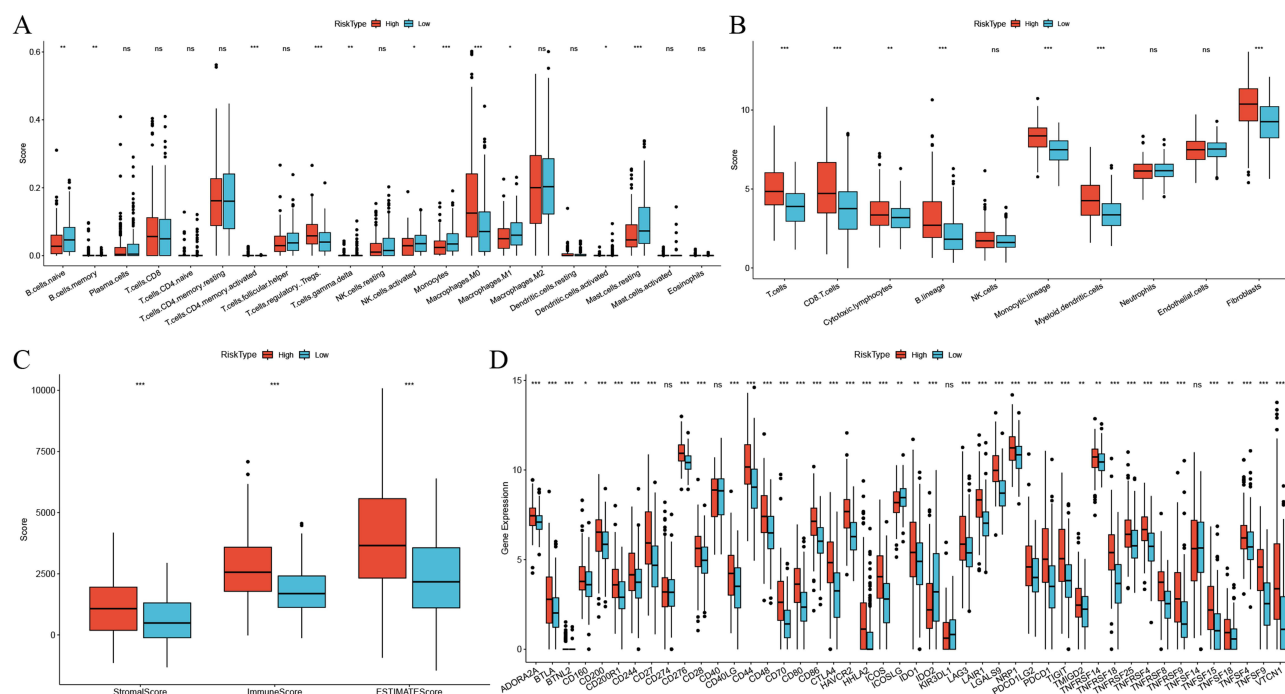 A
RiskType High Low
** ** ns ns ns ns *** ns *** ** ns * *** *** * ns ns * *** ns ns
0.6
0.4
0.2
0.0
Score
B.cells.naive
B.cells.memory
Plasma.cells
T.cells.CD8
T.cells.CD4.naive
T.cells.CD4.memory.resting
T.cells.CD4.memory.activated
T.cells.follicular.helper
T.cells.regulatory..Tregs.
T.cells.gamma.delta
NK.cells.resting
NK.cells.activated
Monocytes
Macrophages.M0
Macrophages.M1
Macrophages.M2
Dendritic.cells.resting
Dendritic.cells.activated
Mast.cells.resting
Mast.cells.activated
Eosinophils
B
RiskType High Low
*** *** ** *** ns *** *** ns ns ***
10
5
0
Score
T.cells
CD8.T.cells
Cytotoxic.lymphocytes
B.lineage
NK.cells
Monocytic.lineage
Myeloid.dendritic.cells
Neutrophils
Endothelial.cells
Fibroblasts
C
RiskType High Low
*** *** ***
10000
7500
5000
2500
0
Score
StromalScore
ImmuneScore
ESTIMATEScore
D
RiskType High Low
15
10
5
0
Gene Expressionn
ADORA2A
BTLA
BTNL2
CD160
CD200
CD200R1
CD244
CD27
CD274
CD276
CD28
CD40
CD40LG
CD44
CD48
CD70
CD80
CD86
CTLA4
HAVCR2
HHLA2
ICOS
ICOSLG
IDO1
IDO2
KIR3DL1
LAG3
LAIR1
LGALS9
NRP1
PDCD1LG2
PDCD1
TIGIT
TMIGD2
TNFRSF14
TNFRSF18
TNFRSF25
TNFRSF4
TNFRSF8
TNFRSF9
TNFSF14
TNFSF15
TNFSF18
TNFSF4
TNFSF9
VTCN1